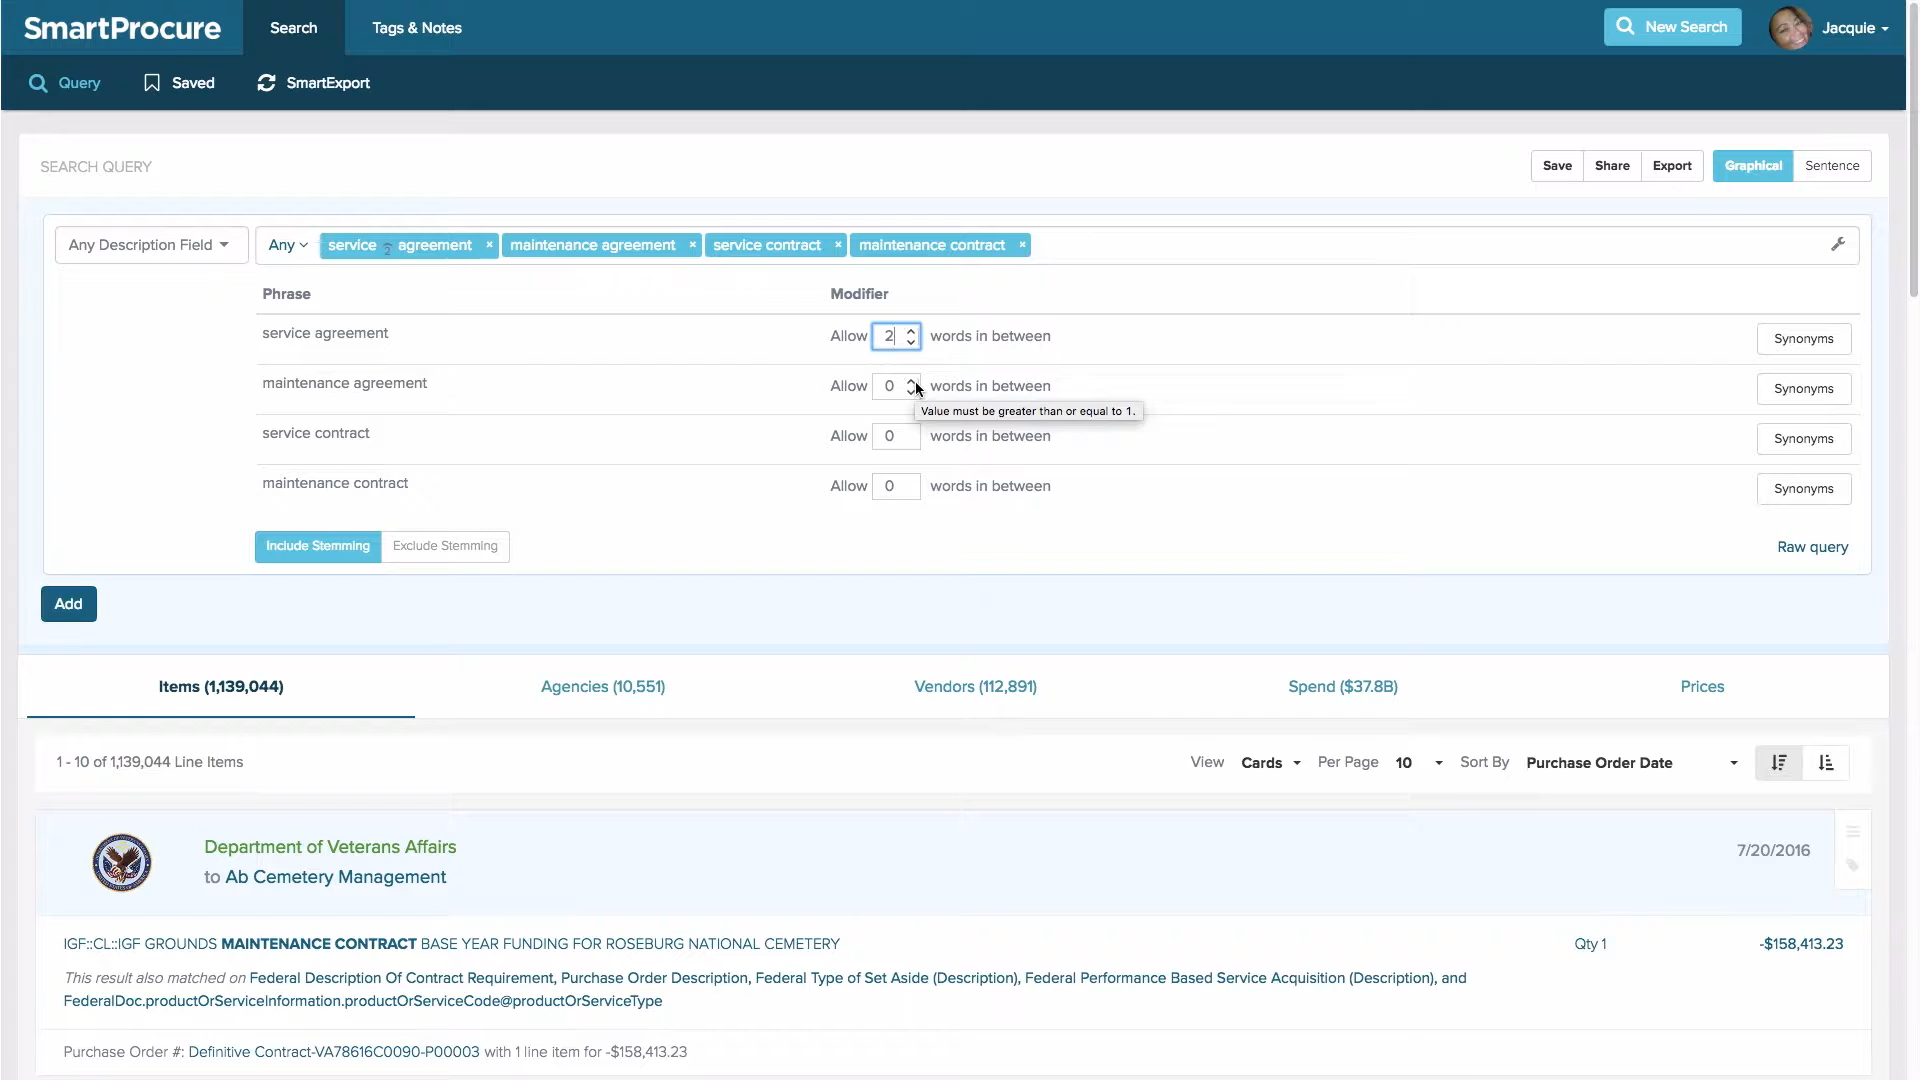 SmartProcure Search Tags & Notes New Search Jacquie
Query Saved SmartExport
SEARCH QUERY Save Share Export Graphical Sentence
Any Description Field Any service 2 agreement × maintenance agreement × service contract × maintenance contract ×
Phrase Modifier
service agreement Allow 2 words in between Synonyms
maintenance agreement Allow 0 words in between Synonyms
Value must be greater than or equal to 1.
service contract Allow 0 words in between Synonyms
maintenance contract Allow 0 words in between Synonyms
Include Stemming Exclude Stemming Raw query
Add
Items (1,139,044) Agencies (10,551) Vendors (112,891) Spend ($37.8B) Prices
1 - 10 of 1,139,044 Line Items View Cards Per Page 10 Sort By Purchase Order Date
Department of Veterans Affairs 7/20/2016
to Ab Cemetery Management
IGF::CL::IGF GROUNDS MAINTENANCE CONTRACT BASE YEAR FUNDING FOR ROSEBURG NATIONAL CEMETERY Qty 1 -$158,413.23
This result also matched on Federal Description Of Contract Requirement, Purchase Order Description, Federal Type of Set Aside (Description), Federal Performance Based Service Acquisition (Description), and
FederalDoc.productOrServiceInformation.productOrServiceCode@productOrServiceType
Purchase Order #: Definitive Contract-VA78616C0090-P00003 with 1 line item for -$158,413.23